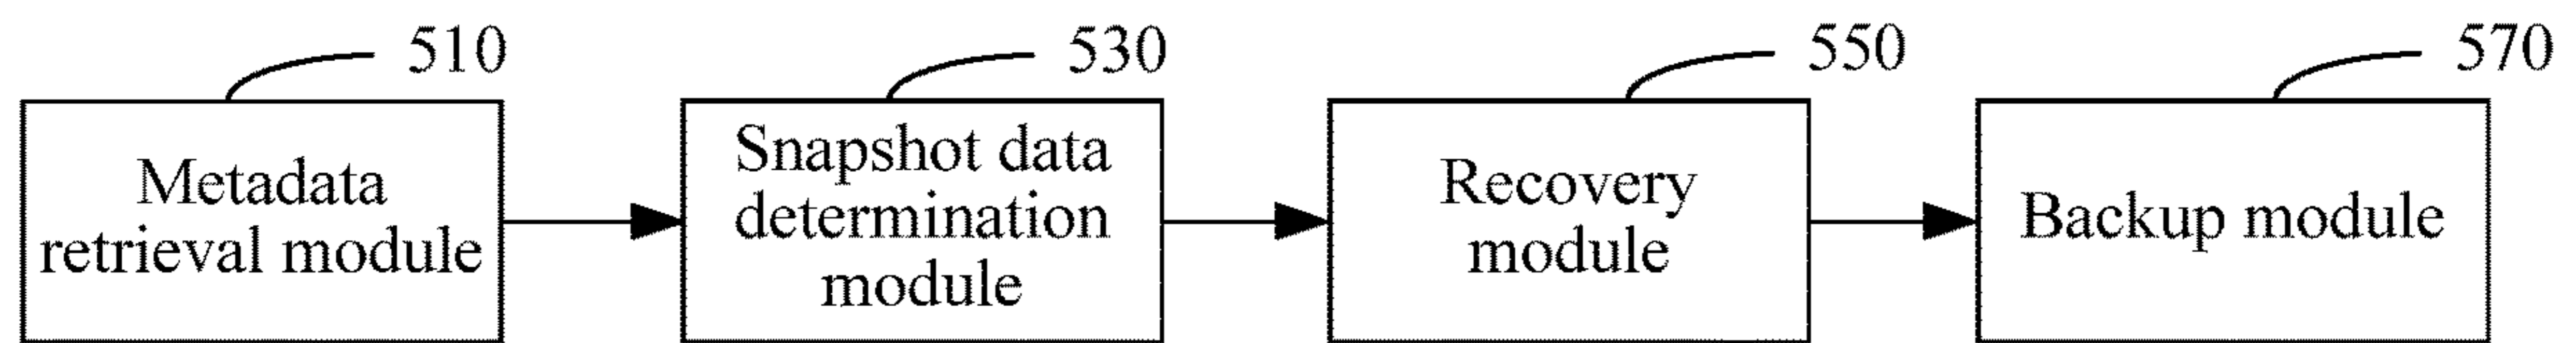 510
530
550
570
Metadata
retrieval module
Snapshot data
determination
module
Recovery
module
Backup module